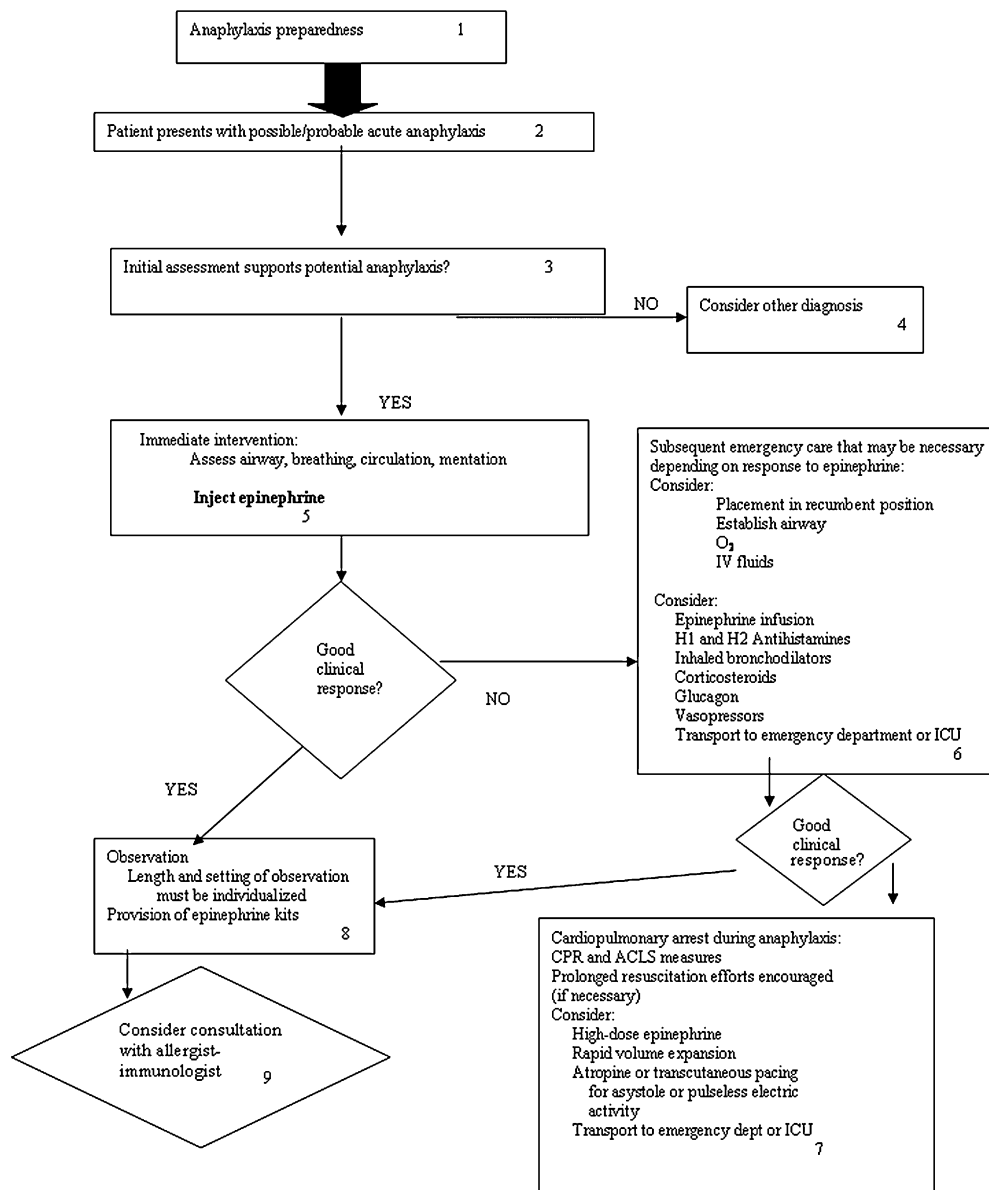 Anaphylaxis preparedness 1
Patient presents with possible/probable acute anaphylaxis 2
Initial assessment supports potential anaphylaxis? 3
NO
Consider other diagnosis
4
YES
Immediate intervention:
Assess airway, breathing, circulation, mentation
Inject epinephrine
5
Good
clinical
response?
NO
Subsequent emergency care that may be necessary
depending on response to epinephrine:
Consider:
Placement in recumbent position
Establish airway
O₂
IV fluids
Consider:
Epinephrine infusion
H1 and H2 Antihistamines
Inhaled bronchodilators
Corticosteroids
Glucagon
Vasopressors
Transport to emergency department or ICU
6
YES
Good
clinical
response?
YES
Observation
Length and setting of observation
must be individualized
Provision of epinephrine kits
8
Cardiopulmonary arrest during anaphylaxis:
CPR and ACLS measures
Prolonged resuscitation efforts encouraged
(if necessary)
Consider:
High-dose epinephrine
Rapid volume expansion
Atropine or transcutaneous pacing
for asystole or pulseless electric
activity
Transport to emergency dept or ICU
7
Consider consultation
with allergist-
immunologist
9